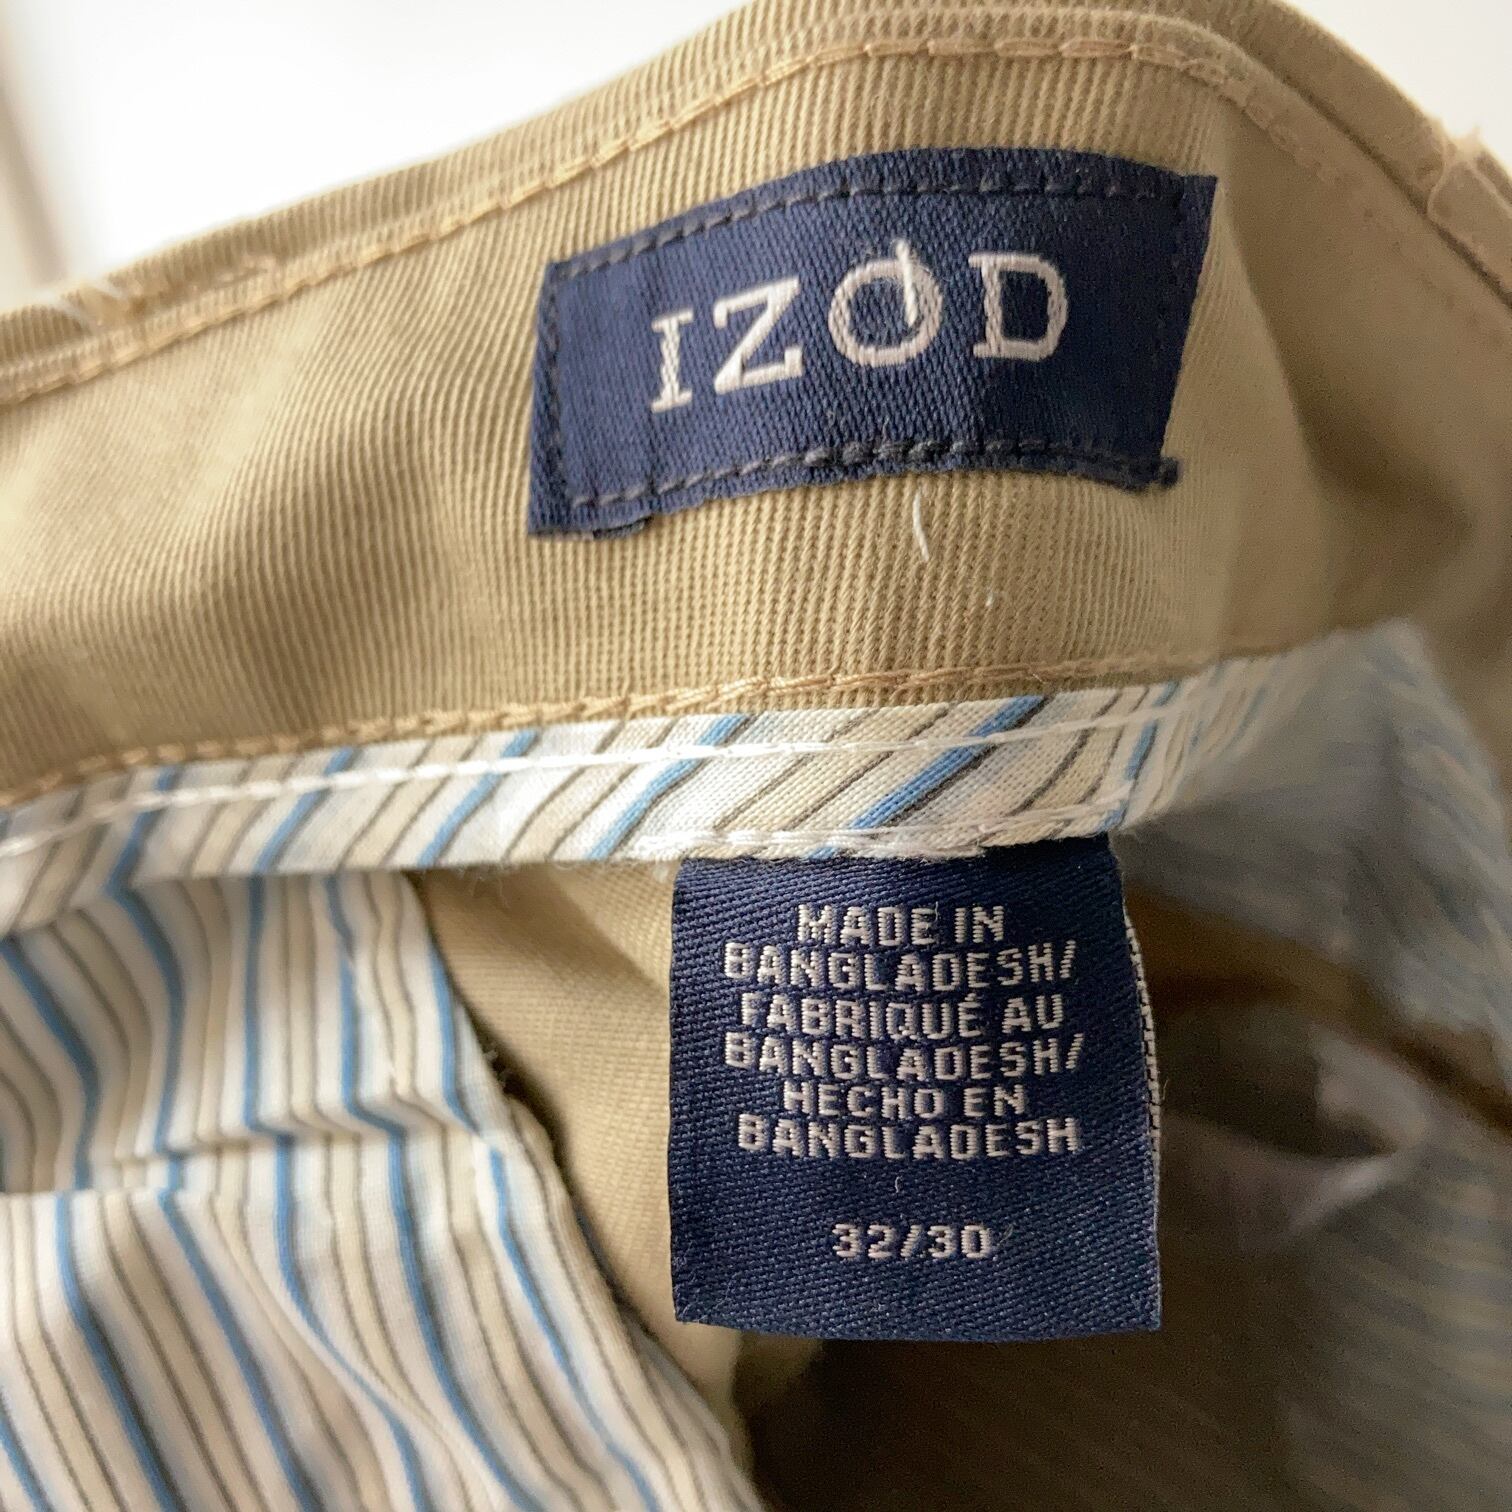 IZOD
MADE IN
BANGLADESH/
FABRIQUÉ AU
BANGLADESH/
HECHO EN
BANGLADESH
32/30